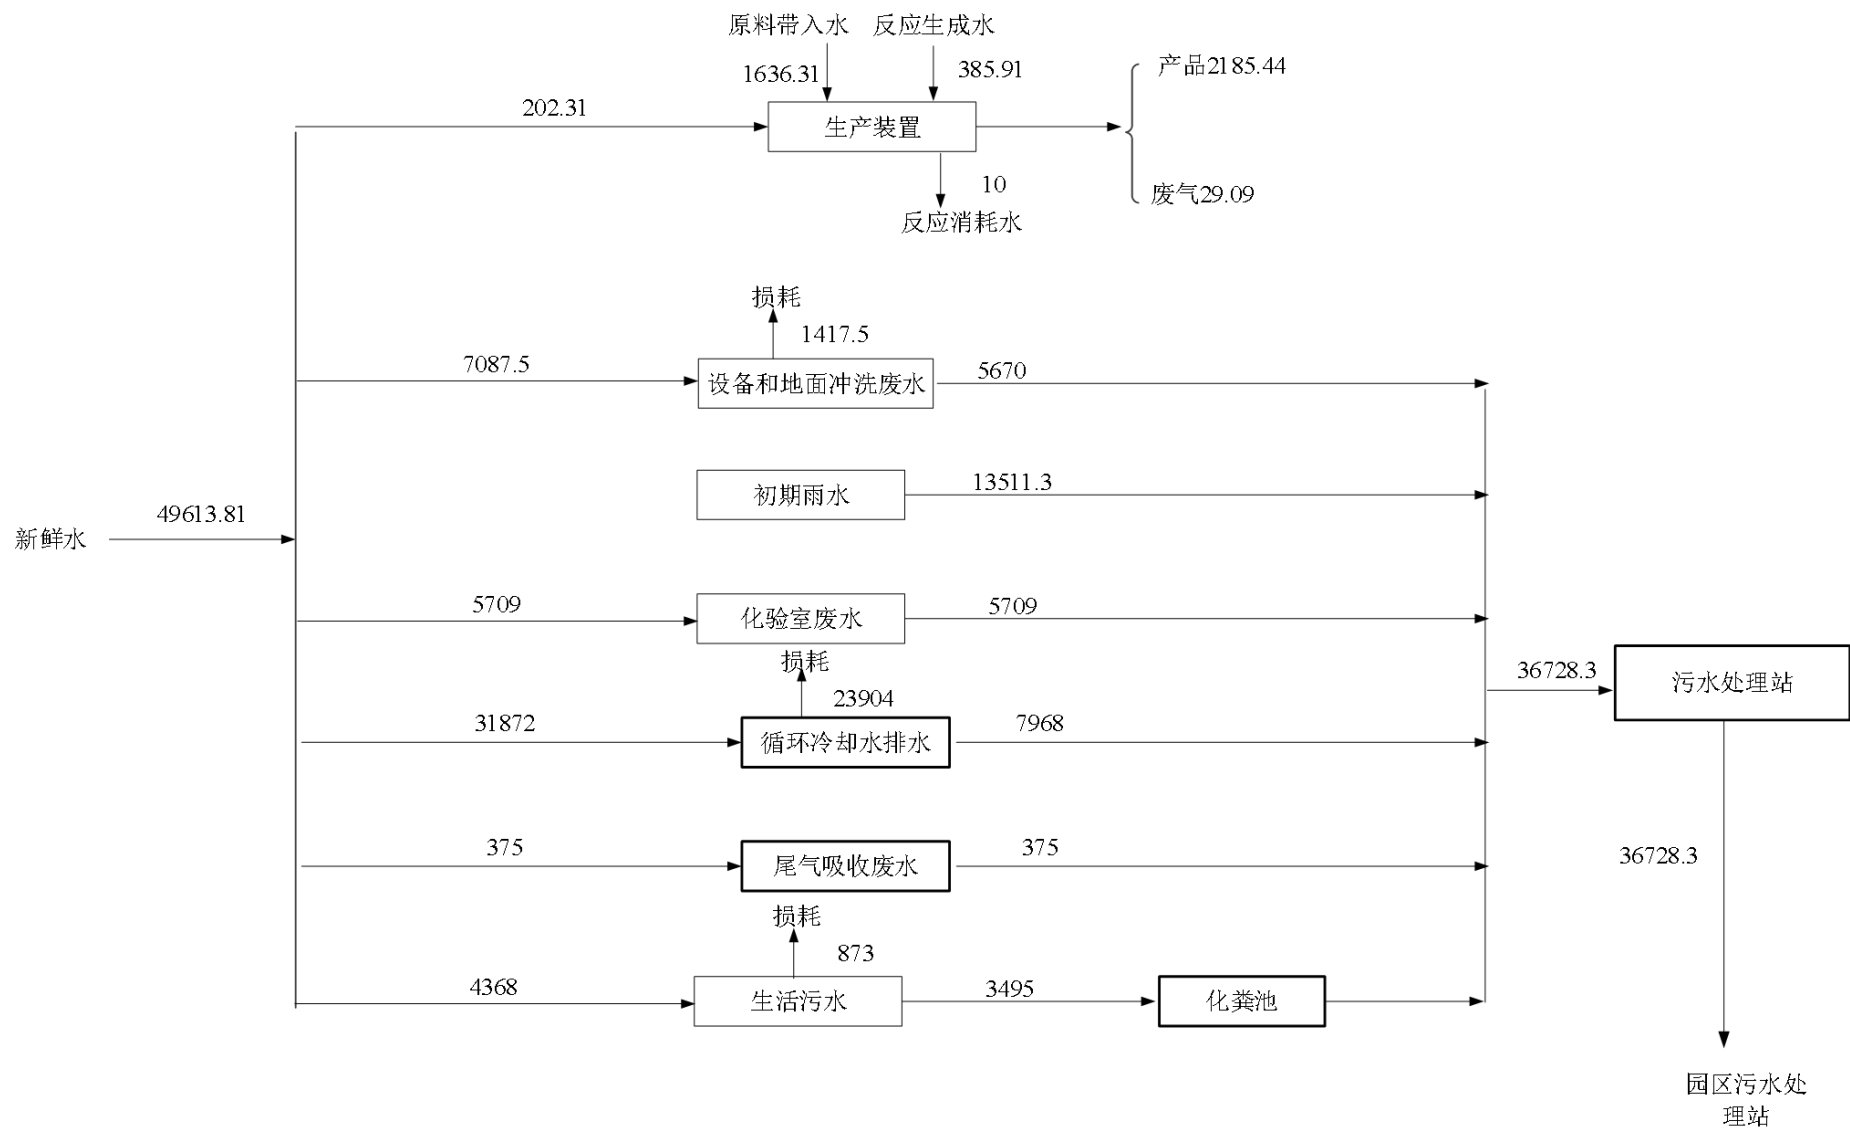 原料带入水
反应生成水
1636.31
385.91
产品2185.44
202.31
生产装置
10
废气29.09
反应消耗水
损耗
1417.5
7087.5
设备和地面冲洗废水
5670
初期雨水
13511.3
49613.81
新鲜水
5709
化验室废水
5709
损耗
23904
31872
循环冷却水排水
7968
36728.3
污水处理站
375
尾气吸收废水
375
36728.3
损耗
873
4368
生活污水
3495
化粪池
园区污水处
理站